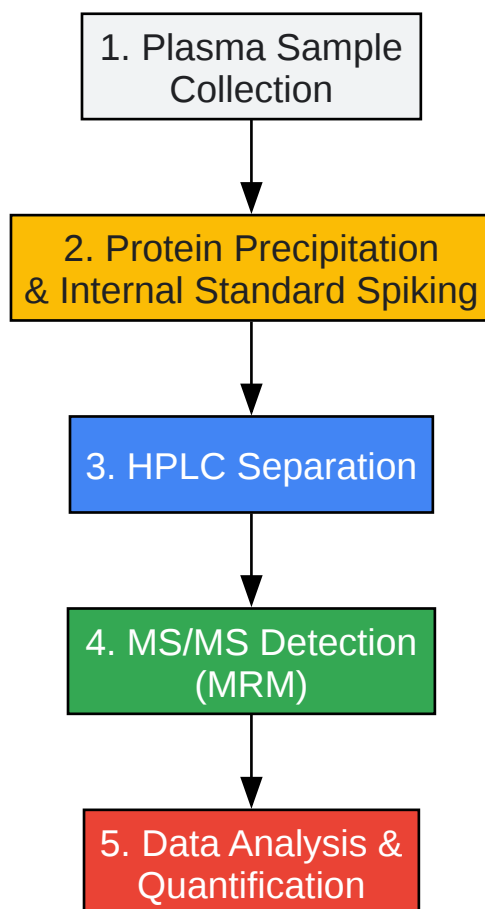 1. Plasma Sample
Collection
2. Protein Precipitation
& Internal Standard Spiking
3. HPLC Separation
4. MS/MS Detection
(MRM)
5. Data Analysis &
Quantification